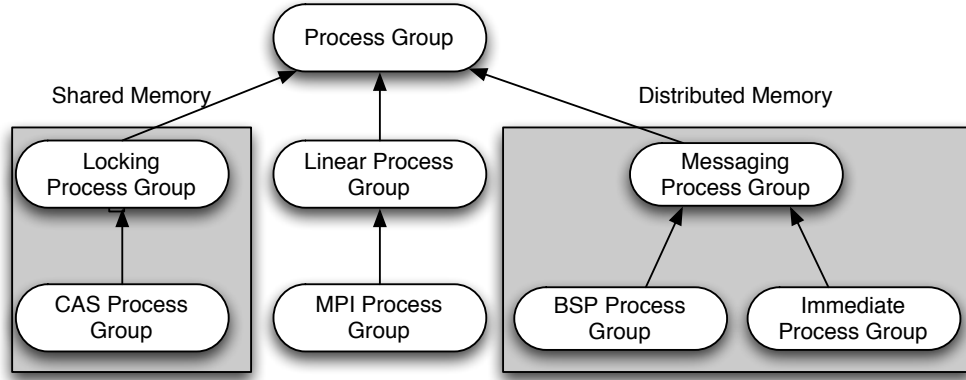 Process Group
Shared Memory
Distributed Memory
Locking
Process Group
Linear Process
Group
Messaging
Process Group
CAS Process
Group
MPI Process
Group
BSP Process
Group
Immediate
Process Group